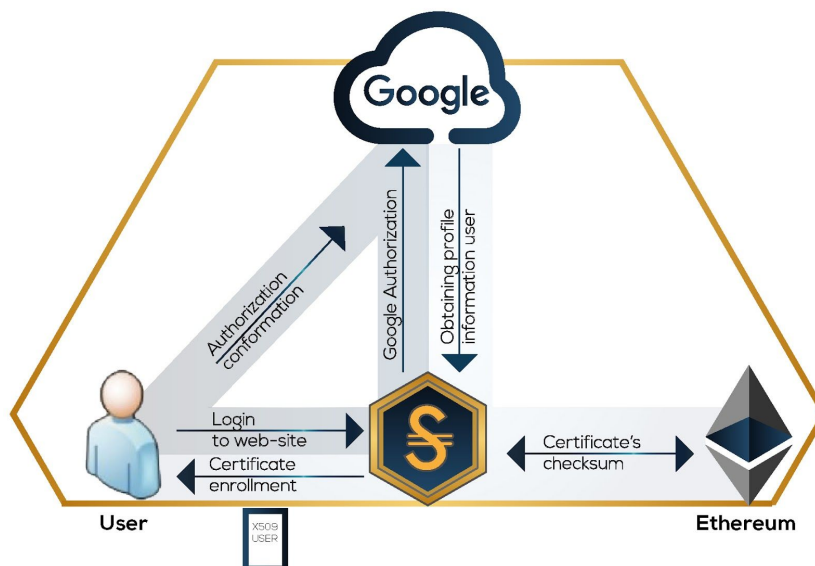 Google
Authorization
conformation
Google Authorization
Obtaining profile
information user
Login
to web-site
Certificate
enrollment
Certificate's
checksum
User
Ethereum
X509
USER